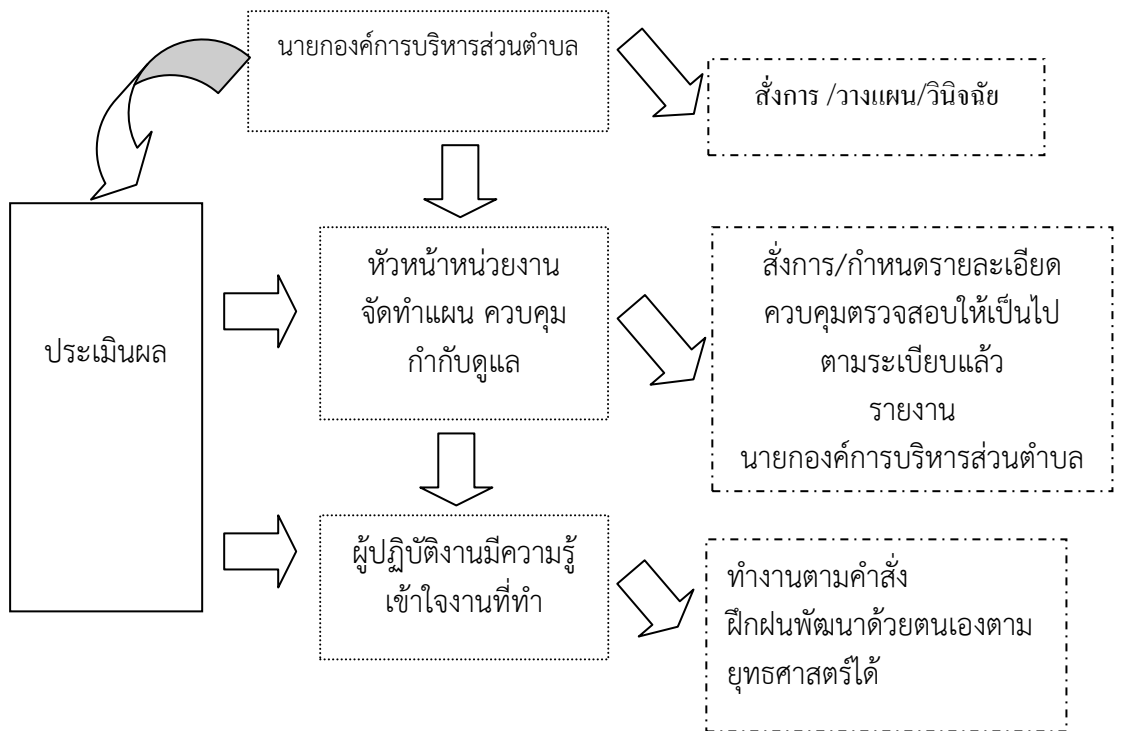 นายกองค์การบริหารส่วนตำบล
สั่งการ /วางแผน/วินิจฉัย
ประเมินผล
หัวหน้าหน่วยงาน
จัดทำแผน ควบคุม
กำกับดูแล
สั่งการ/กำหนดรายละเอียด
ควบคุมตรวจสอบให้เป็นไป
ตามระเบียบแล้ว
รายงาน
นายกองค์การบริหารส่วนตำบล
ผู้ปฏิบัติงานมีความรู้
เข้าใจงานที่ทำ
ทำงานตามคำสั่ง
ฝึกฝนพัฒนาด้วยตนเองตาม
ยุทธศาสตร์ได้